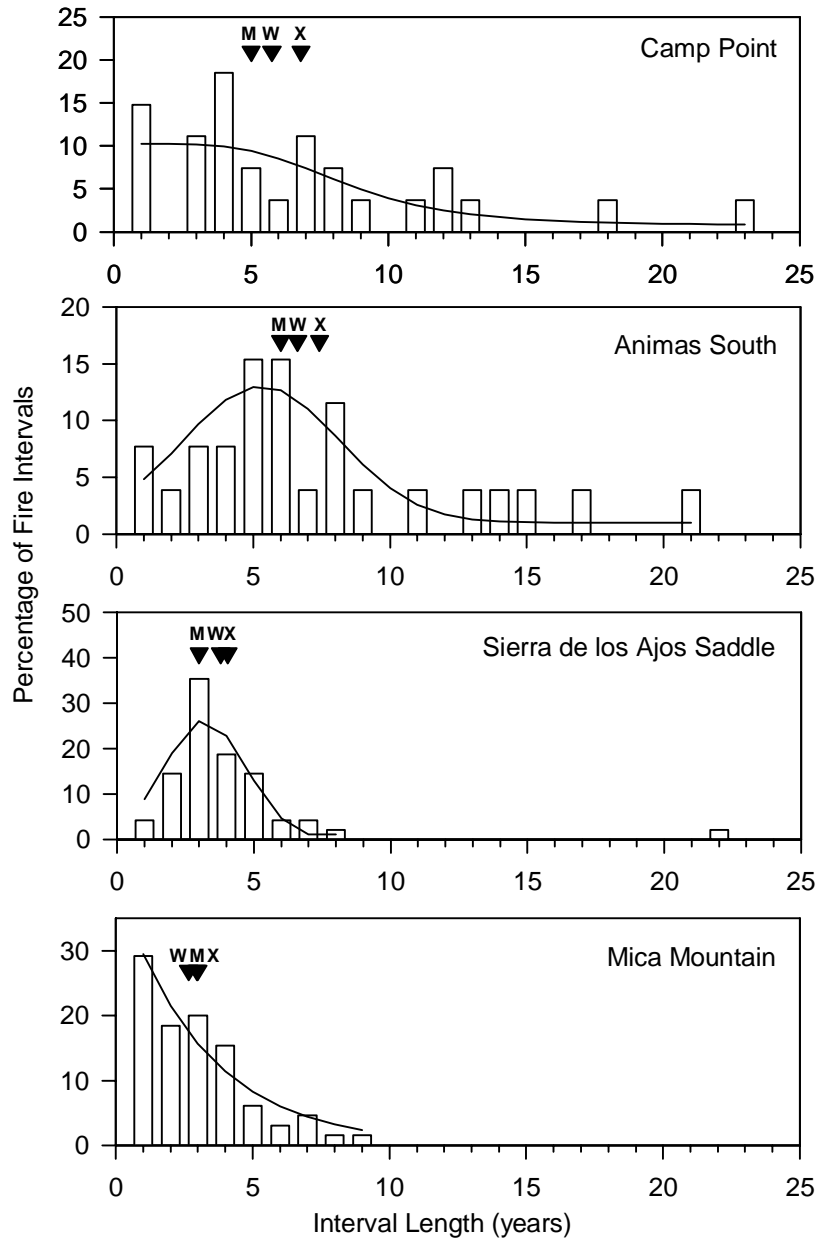 25
20
15
10
5
0
M W X
Camp Point
0 5 10 15 20 25
20
15
10
5
0
M W X
Animas South
0 5 10 15 20 25
Percentage of Fire Intervals
50
40
30
20
10
0
M W X
Sierra de los Ajos Saddle
0 5 10 15 20 25
30
20
10
0
W M X
Mica Mountain
0 5 10 15 20 25
Interval Length (years)